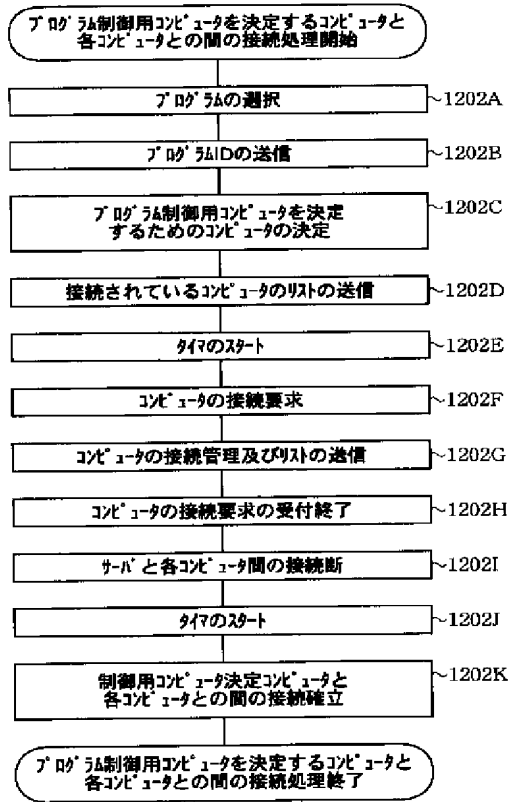 ﾌﾟﾛｸﾞﾗﾑ制御用ｺﾝﾋﾟｭｰﾀを決定するｺﾝﾋﾟｭｰﾀと
各ｺﾝﾋﾟｭｰﾀとの間の接続処理開始
ﾌﾟﾛｸﾞﾗﾑの選択
~1202A
ﾌﾟﾛｸﾞﾗﾑIDの送信
~1202B
ﾌﾟﾛｸﾞﾗﾑ制御用ｺﾝﾋﾟｭｰﾀを決定
するためのｺﾝﾋﾟｭｰﾀの決定
~1202C
接続されているｺﾝﾋﾟｭｰﾀのﾘｽﾄの送信
~1202D
ﾀｲﾏのｽﾀｰﾄ
~1202E
ｺﾝﾋﾟｭｰﾀの接続要求
~1202F
ｺﾝﾋﾟｭｰﾀの接続管理及びﾘｽﾄの送信
~1202G
ｺﾝﾋﾟｭｰﾀの接続要求の受付終了
~1202H
ｻｰﾊﾞと各ｺﾝﾋﾟｭｰﾀ間の接続断
~1202I
ﾀｲﾏのｽﾀｰﾄ
~1202J
制御用ｺﾝﾋﾟｭｰﾀ決定ｺﾝﾋﾟｭｰﾀと
各ｺﾝﾋﾟｭｰﾀとの間の接続確立
~1202K
ﾌﾟﾛｸﾞﾗﾑ制御用ｺﾝﾋﾟｭｰﾀを決定するｺﾝﾋﾟｭｰﾀと
各ｺﾝﾋﾟｭｰﾀとの間の接続処理終了